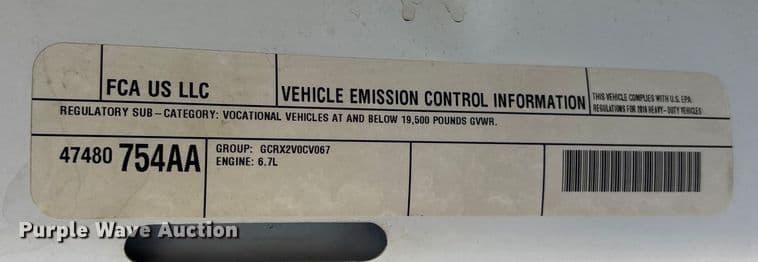 FCA US LLC
VEHICLE EMISSION CONTROL INFORMATION
THIS VEHICLE COMPLIES WITH U.S. EPA
REGULATIONS FOR 2016 HEAVY-DUTY VEHICLES
REGULATORY SUB-CATEGORY: VOCATIONAL VEHICLES AT AND BELOW 19,500 POUNDS GVWR.
47480 754AA
GROUP: GCRX2VOCV067
ENGINE: 6.7L
Purple Wave Auction